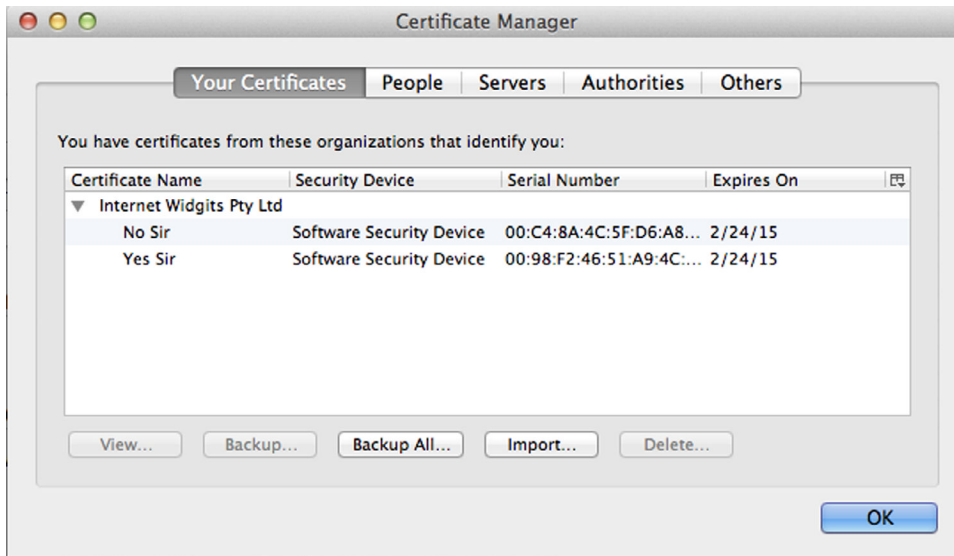 Certificate Manager
Your Certificates People Servers Authorities Others
You have certificates from these organizations that identify you:
Certificate Name Security Device Serial Number Expires On
Internet Widgits Pty Ltd
No Sir Software Security Device 00:C4:8A:4C:5F:D6:A8... 2/24/15
Yes Sir Software Security Device 00:98:F2:46:51:A9:4C:... 2/24/15
View... Backup... Backup All... Import... Delete...
OK